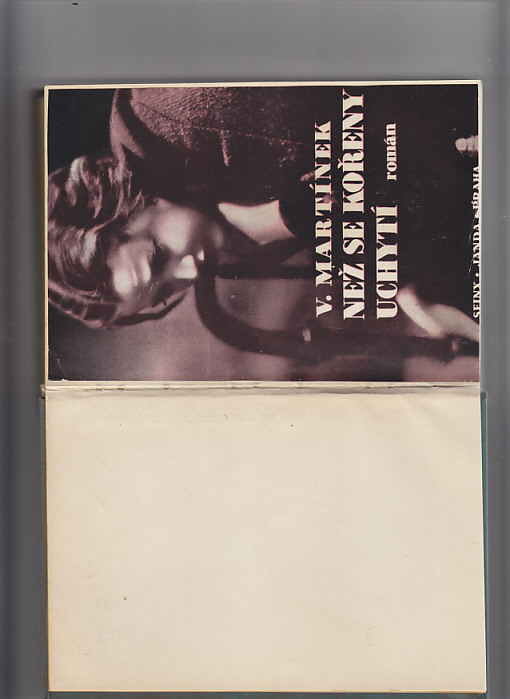 V. MARTÍNEK
NEŽ SE KOŘENY
UCHYTÍ román
SFINX • JANDA • PRAHA